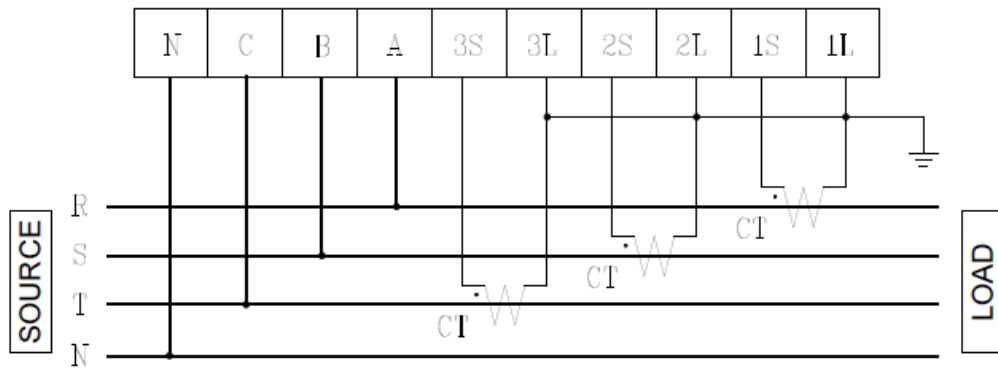 N C B A 3S 3L 2S 2L 1S 1L
R
CT
S
CT
T
CT
N
SOURCE
LOAD